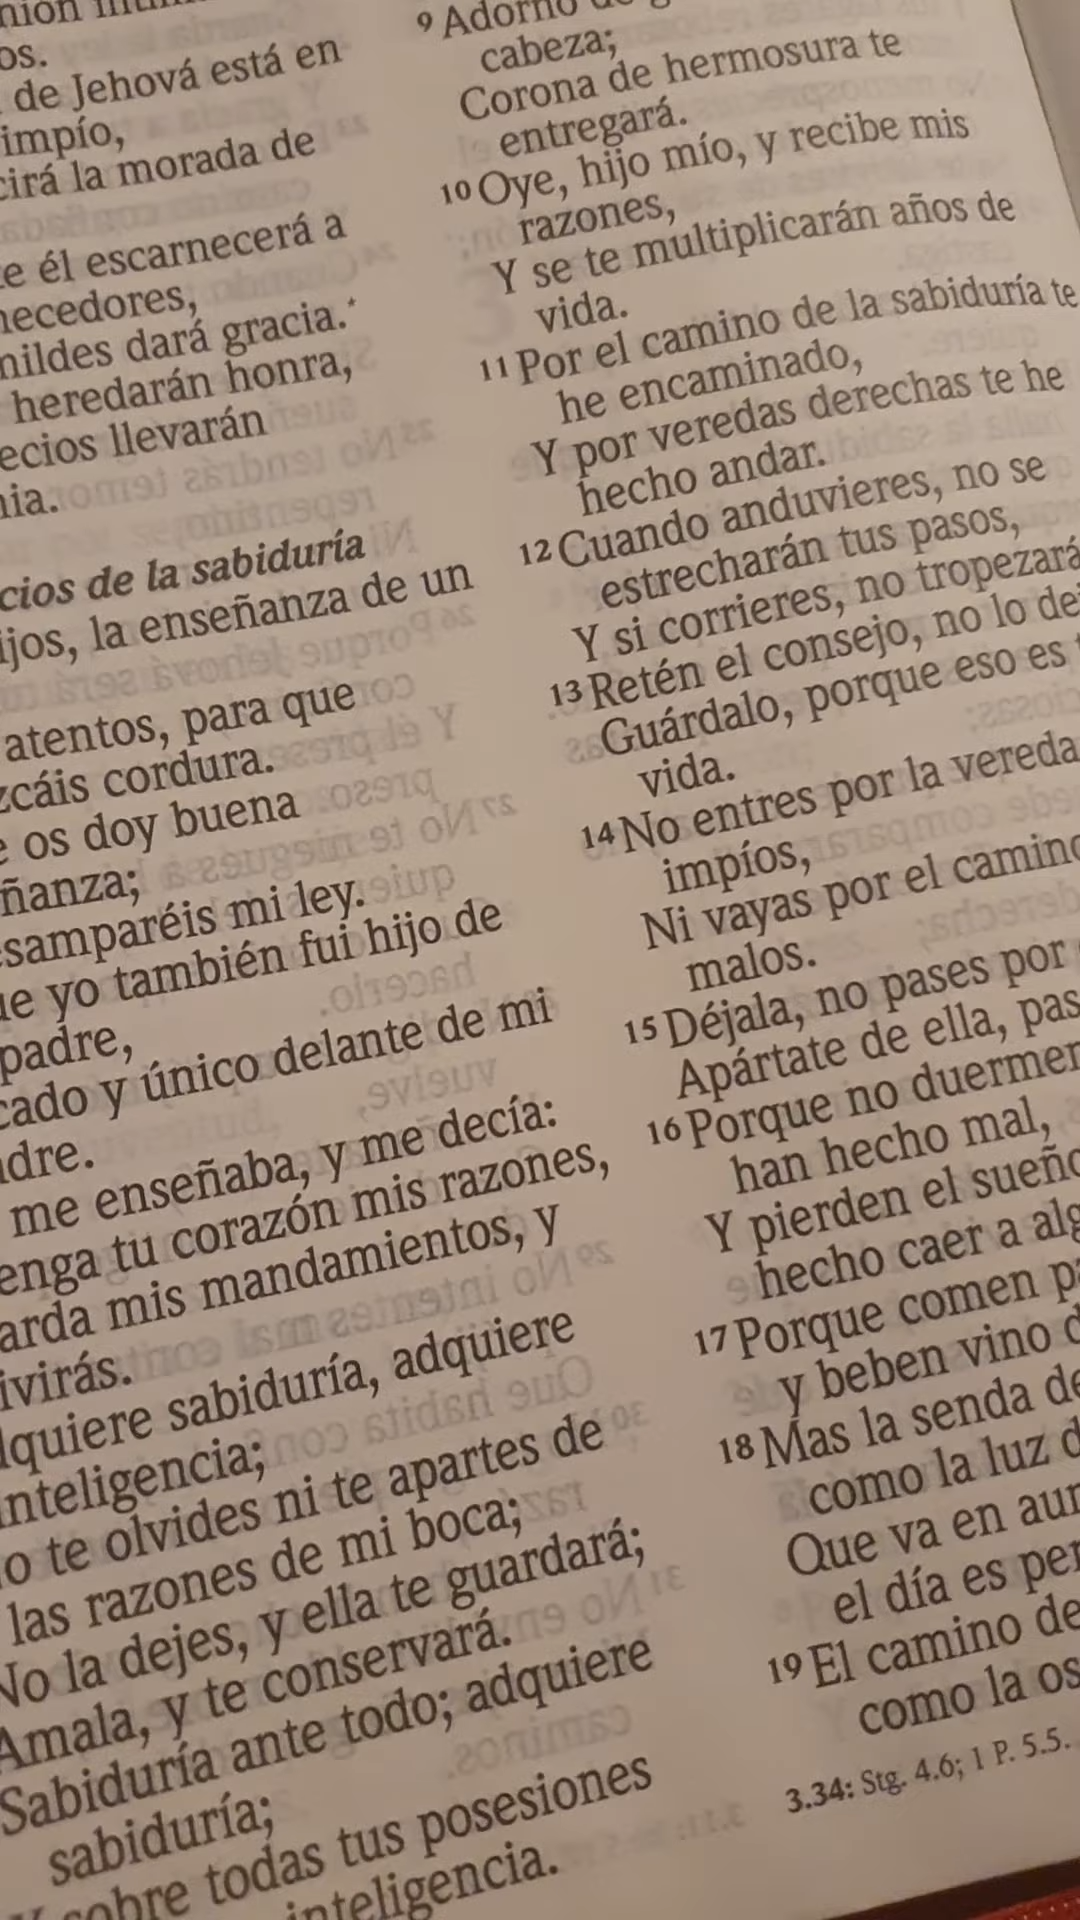 os.
de Jehová está en
impío,
cirá la morada de
él escarnecerá a
necedores,
mildes dará gracia.*
heredarán honra,
ecios llevarán
nia.
cios de la sabiduría
ijos, la enseñanza de un
atentos, para que
zcáis cordura.
e os doy buena
ñanza;
esamparéis mi ley.
ue yo también fui hijo de
padre,
cado y único delante de mi
adre.
me enseñaba, y me decía:
enga tu corazón mis razones,
arda mis mandamientos, y
ivirás.
dquiere sabiduría, adquiere
inteligencia;
o te olvides ni te apartes de
las razones de mi boca;
No la dejes, y ella te guardará;
Amala, y te conservará.
Sabiduría ante todo; adquiere
sabiduría;
sobre todas tus posesiones
inteligencia.
9 Adorno de
cabeza;
Corona de hermosura te
entregará.
10 Oye, hijo mío, y recibe mis
razones,
Y se te multiplicarán años de
vida.
11 Por el camino de la sabiduría te
he encaminado,
Y por veredas derechas te he
hecho andar.
12 Cuando anduvieres, no se
estrecharán tus pasos,
Y si corrieres, no tropezará
13 Retén el consejo, no lo de
Guárdalo, porque eso es
vida.
14 No entres por la vereda
impíos,
Ni vayas por el camino
malos.
15 Déjala, no pases por
Apártate de ella, pas
16 Porque no duermen
han hecho mal,
Y pierden el sueño
hecho caer a alg
17 Porque comen p
y beben vino d
18 Mas la senda de
como la luz d
Que va en aum
el día es per
19 El camino de
como la os
3.34: Stg. 4.6; 1 P. 5.5.